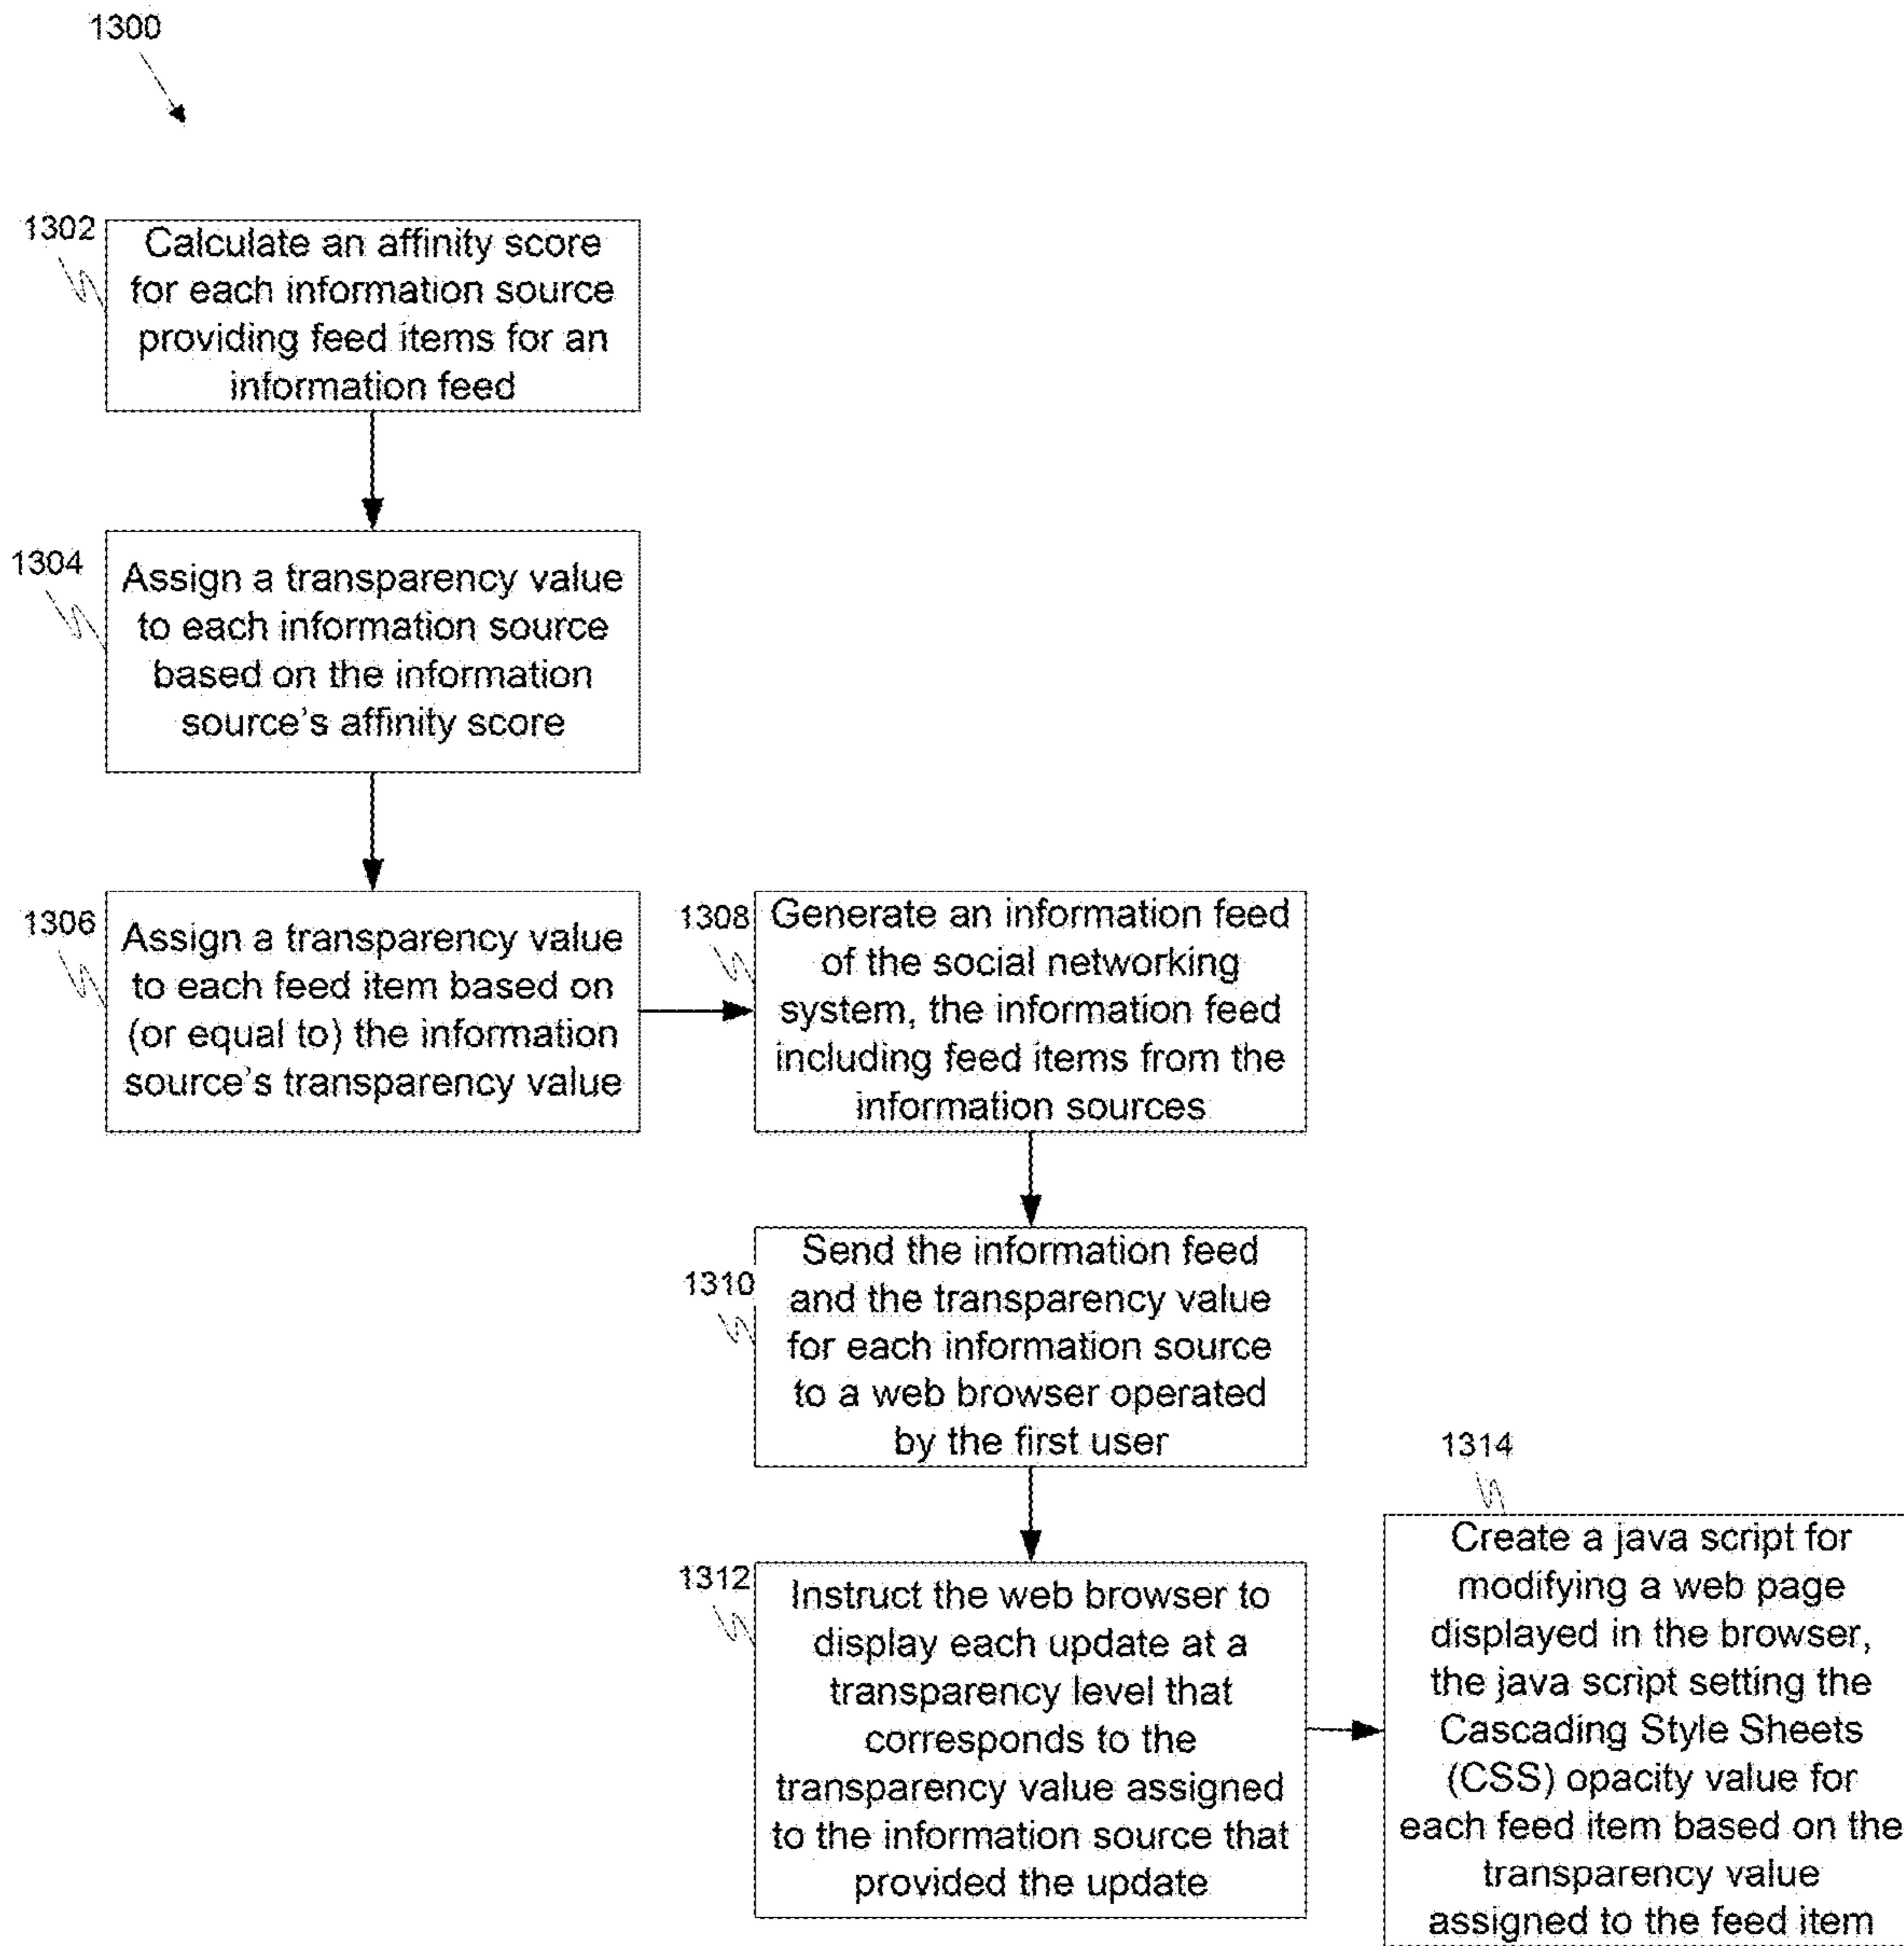 1300
1302
Calculate an affinity score
for each information source
providing feed items for an
information feed
1304
Assign a transparency value
to each information source
based on the information
source's affinity score
1306
Assign a transparency value
to each feed item based on
(or equal to) the information
source's transparency value
1308
Generate an information feed
of the social networking
system, the information feed
including feed items from the
information sources
1310
Send the information feed
and the transparency value
for each information source
to a web browser operated
by the first user
1312
Instruct the web browser to
display each update at a
transparency level that
corresponds to the
transparency value assigned
to the information source that
provided the update
1314
Create a java script for
modifying a web page
displayed in the browser,
the java script setting the
Cascading Style Sheets
(CSS) opacity value for
each feed item based on the
transparency value
assigned to the feed item